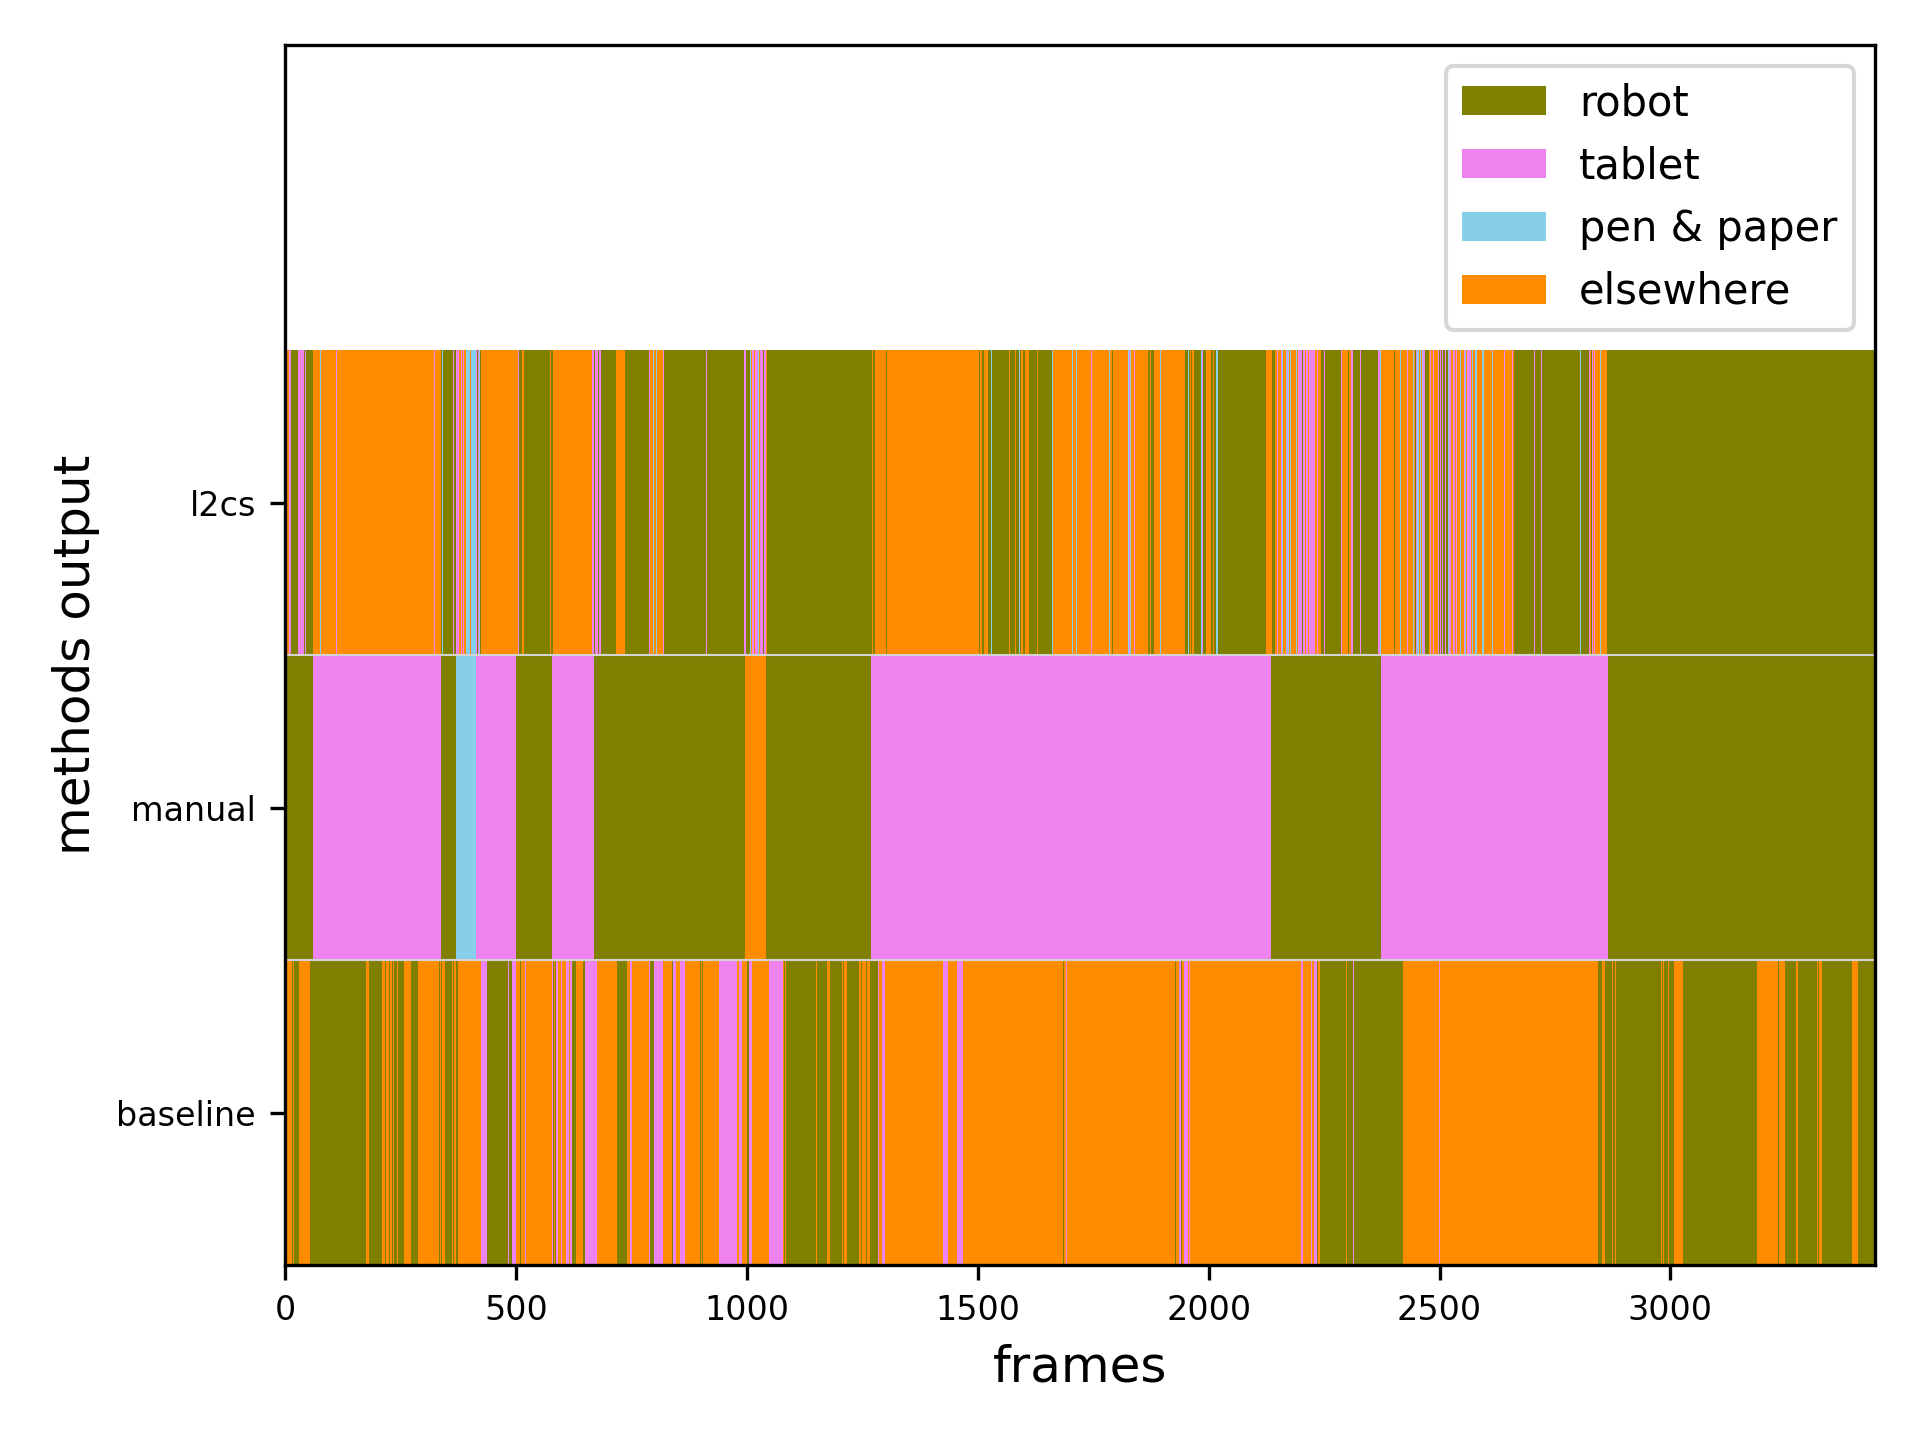 robot
tablet
pen & paper
elsewhere
methods output
l2cs
manual
baseline
0 500 1000 1500 2000 2500 3000
frames